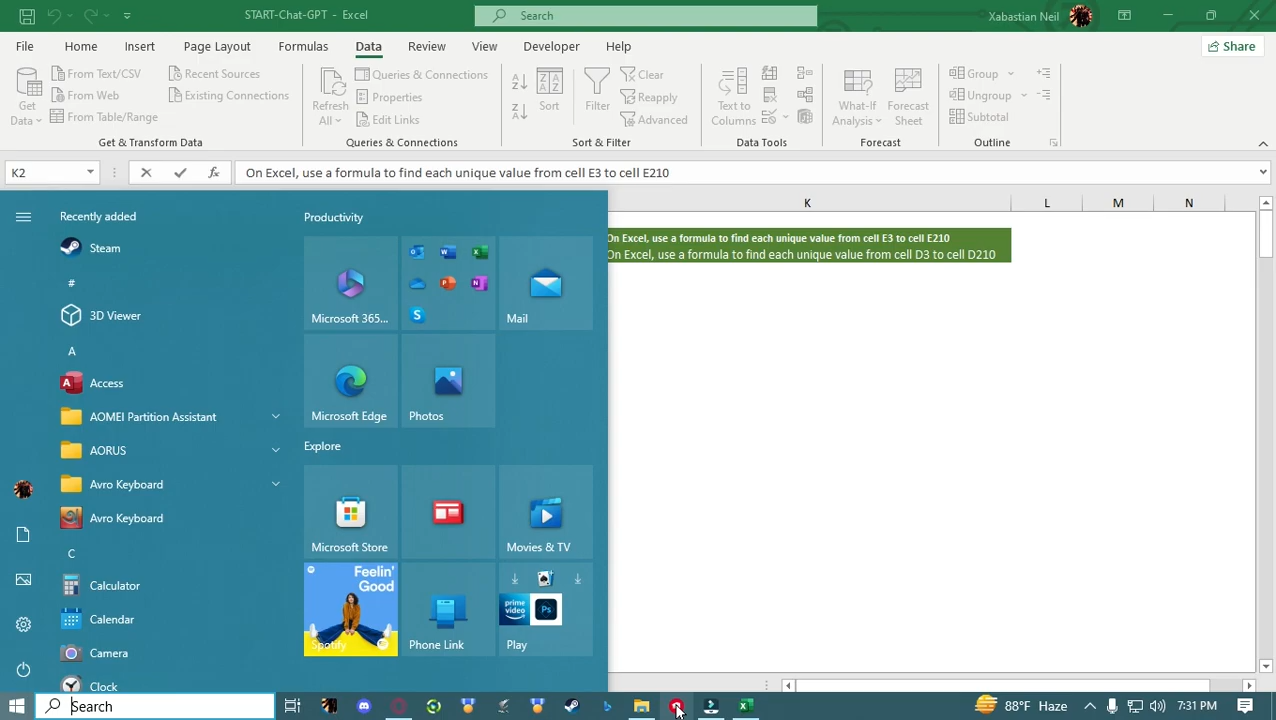 START-Chat-GPT - Excel
Search
Xabastian Neil
File Home Insert Page Layout Formulas Data Review View Developer Help
Share
Get Data
From Text/CSV
From Web
From Table/Range
Recent Sources
Existing Connections
Get & Transform Data
Refresh All
Queries & Connections
Properties
Edit Links
Queries & Connections
Sort
Filter
Clear
Reapply
Advanced
Sort & Filter
Text to Columns
Data Tools
What-If Analysis
Forecast Sheet
Forecast
Group
Ungroup
Subtotal
Outline
K2
fx
On Excel, use a formula to find each unique value from cell E3 to cell E210
K L M N
On Excel, use a formula to find each unique value from cell E3 to cell E210
On Excel, use a formula to find each unique value from cell D3 to cell D210
Recently added
Steam
#
3D Viewer
A
Access
AOMEI Partition Assistant
AORUS
Avro Keyboard
Avro Keyboard
C
Calculator
Calendar
Camera
Clock
Productivity
Microsoft 365...
Mail
Microsoft Edge
Photos
Explore
Microsoft Store
Movies & TV
Feelin'
Good
Spotify
Phone Link
prime video
Ps
Play
Search
88°F Haze
7:31 PM